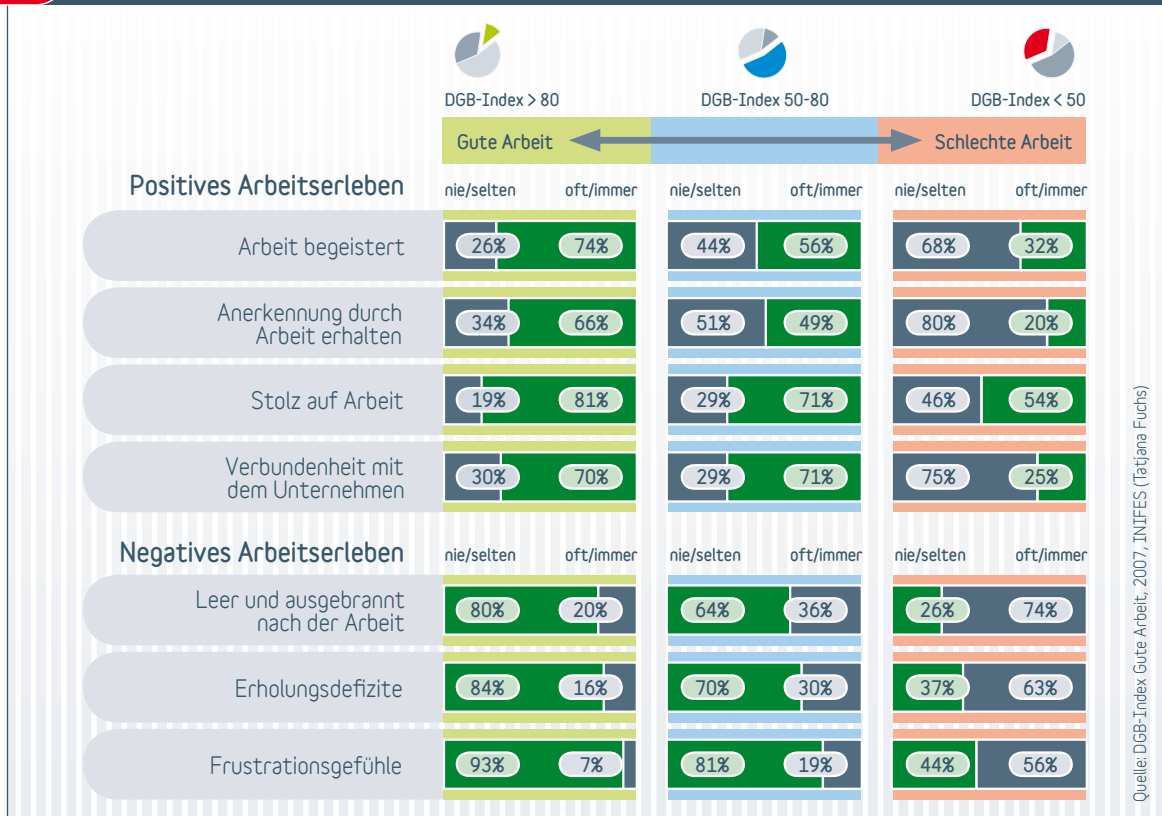 DGB-Index > 80 DGB-Index 50-80 DGB-Index < 50
Gute Arbeit Schlechte Arbeit
Positives Arbeitserleben nie/selten oft/immer nie/selten oft/immer nie/selten oft/immer
Arbeit begeistert 26% 74% 44% 56% 68% 32%
Anerkennung durch
Arbeit erhalten 34% 66% 51% 49% 80% 20%
Stolz auf Arbeit 19% 81% 29% 71% 46% 54%
Verbundenheit mit
dem Unternehmen 30% 70% 29% 71% 75% 25%
Negatives Arbeitserleben nie/selten oft/immer nie/selten oft/immer nie/selten oft/immer
Leer und ausgebrannt
nach der Arbeit 80% 20% 64% 36% 26% 74%
Erholungsdefizite 84% 16% 70% 30% 37% 63%
Frustrationsgefühle 93% 7% 81% 19% 44% 56%
Quelle: DGB-Index Gute Arbeit, 2007, INIFES (Tatjana Fuchs)